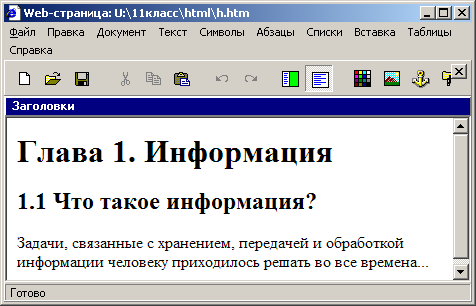 Web-страница: U:\11класс\html\h.htm
Файл Правка Документ Текст Символы Абзацы Списки Вставка Таблицы
Справка
Заголовки
Глава 1. Информация
1.1 Что такое информация?
Задачи, связанные с хранением, передачей и обработкой
информации человеку приходилось решать во все времена...
Готово